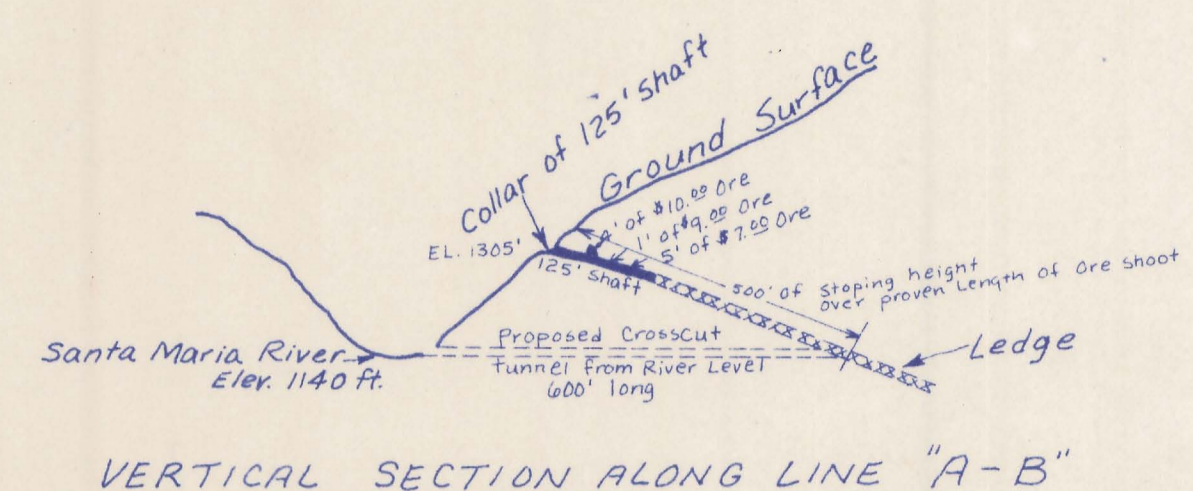 Collar of 125' Shaft
Ground Surface
EL. 1305'
4' of $10.00 Ore
1' of $9.00 Ore
5' of $7.00 Ore
125' Shaft
500' of stoping height
over proven Length of Ore shoot
Proposed Crosscut
Tunnel from River Level
600' long
Santa Maria River
Elev. 1140 ft.
Ledge
VERTICAL SECTION ALONG LINE "A-B"